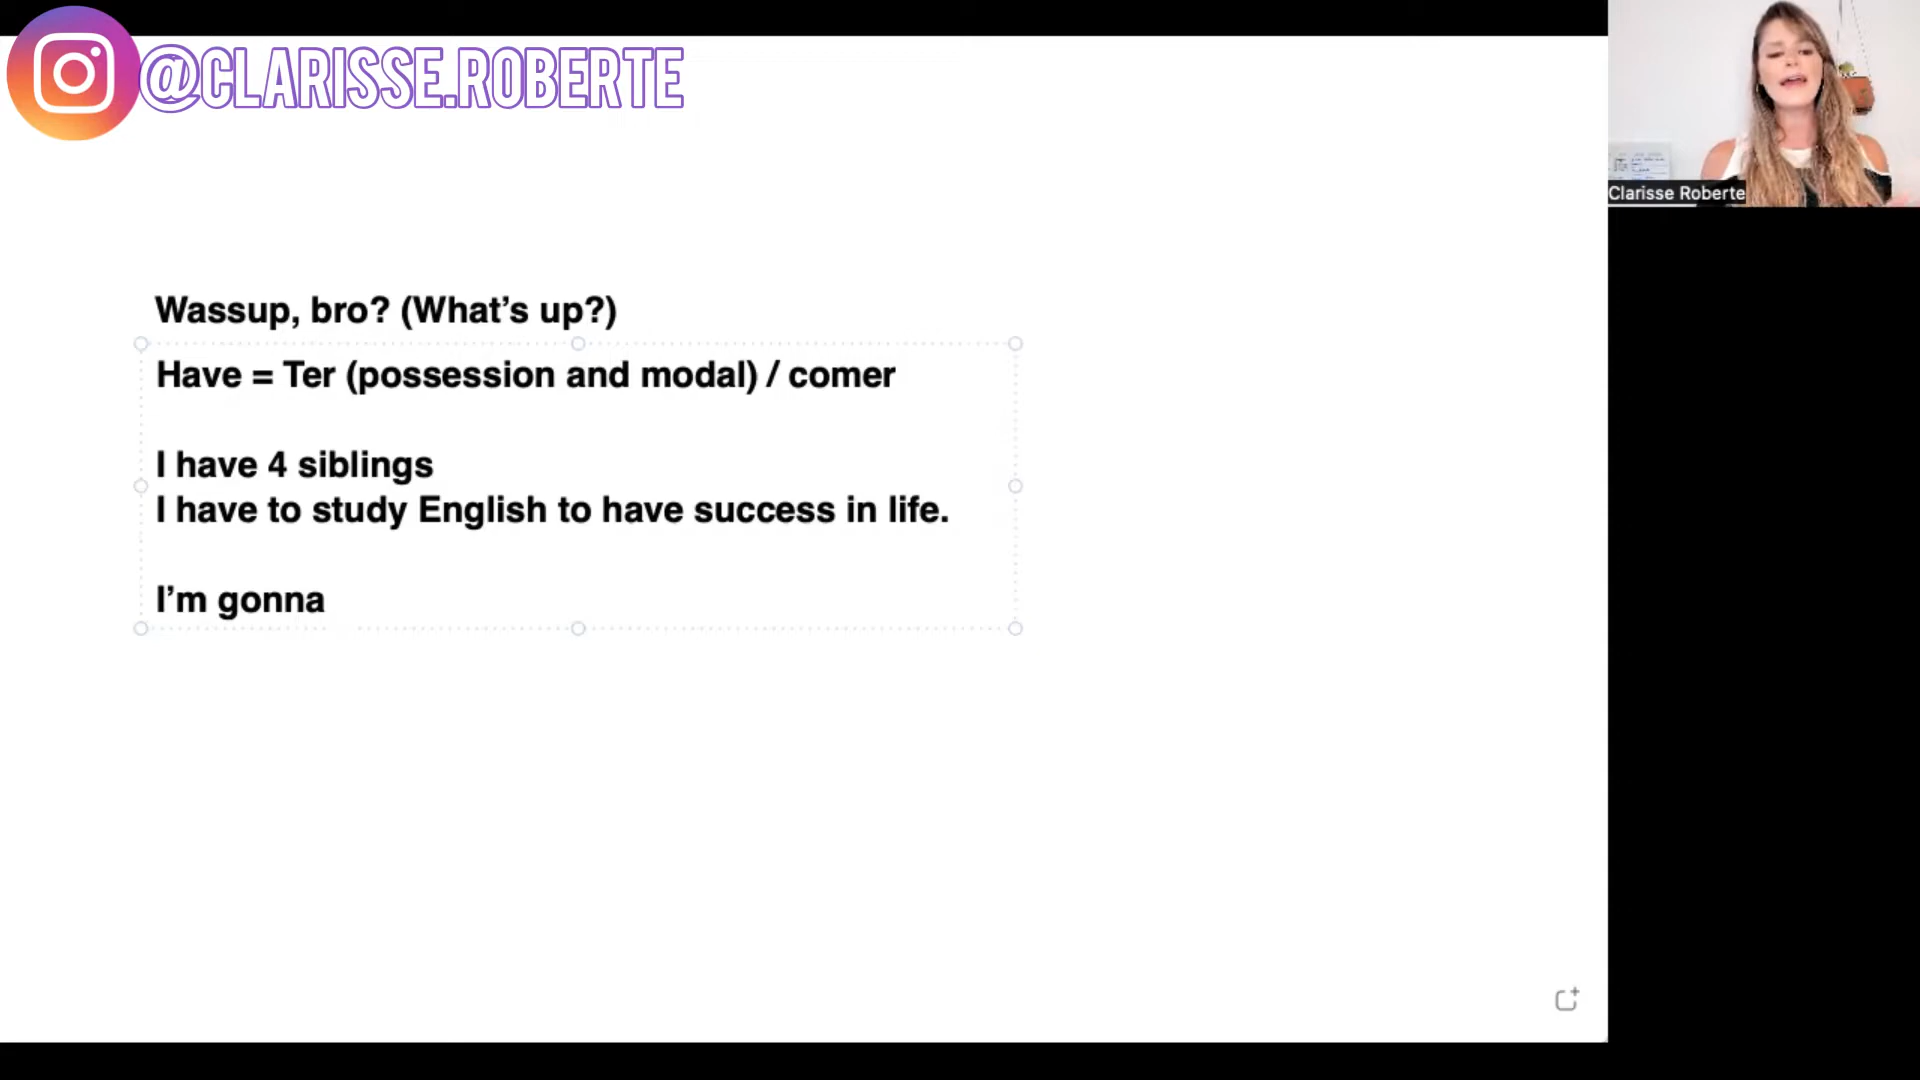 @CLARISSE.ROBERTE
Clarisse Roberte
Wassup, bro? (What’s up?)
Have = Ter (possession and modal) / comer
I have 4 siblings
I have to study English to have success in life.
I’m gonna